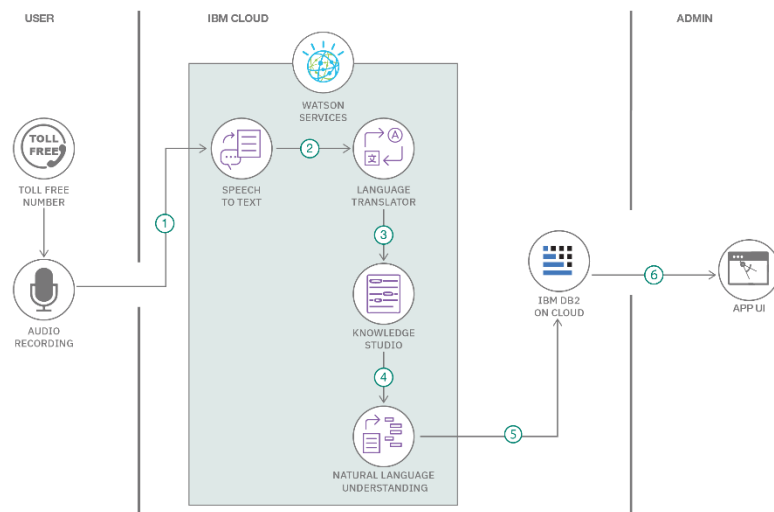 USER
IBM CLOUD
ADMIN
WATSON
SERVICES
TOLL
FREE
TOLL FREE
NUMBER
1
SPEECH
TO TEXT
2
A
文
LANGUAGE
TRANSLATOR
3
AUDIO
RECORDING
KNOWLEDGE
STUDIO
4
NATURAL LANGUAGE
UNDERSTANDING
5
IBM DB2
ON CLOUD
6
APP UI